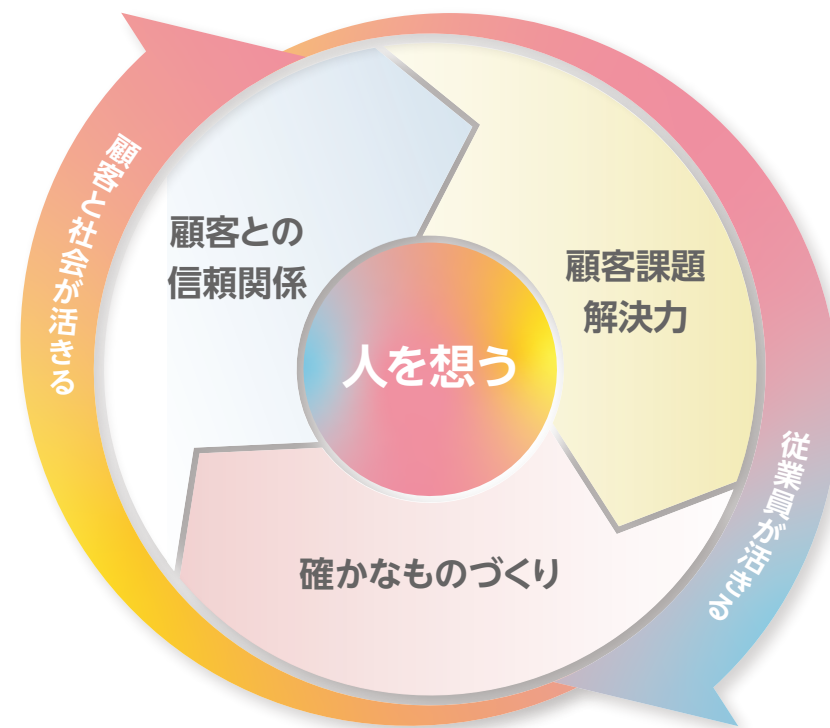 顧客と社会が活きる
顧客との
信頼関係
顧客課題
解決力
人を想う
確かなものづくり
従業員が活きる